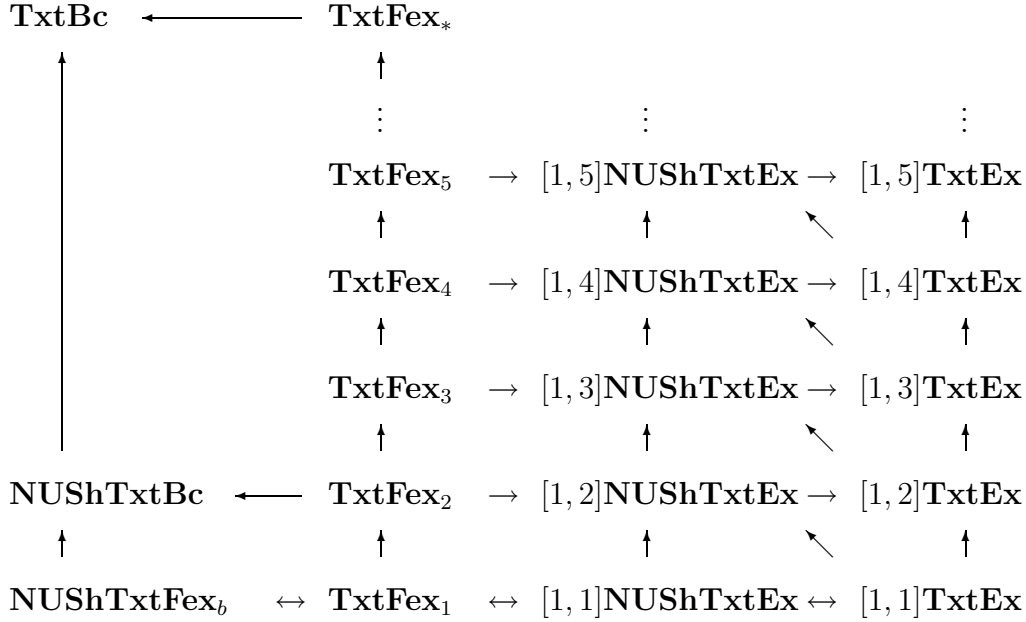 TxtBc ← TxtFex∗
⋮ ⋮ ⋮
TxtFex₅ → [1, 5]NUShTxtEx → [1, 5]TxtEx
TxtFex₄ → [1, 4]NUShTxtEx → [1, 4]TxtEx
TxtFex₃ → [1, 3]NUShTxtEx → [1, 3]TxtEx
NUShTxtBc ← TxtFex₂ → [1, 2]NUShTxtEx → [1, 2]TxtEx
NUShTxtFex_b ↔ TxtFex₁ ↔ [1, 1]NUShTxtEx ↔ [1, 1]TxtEx